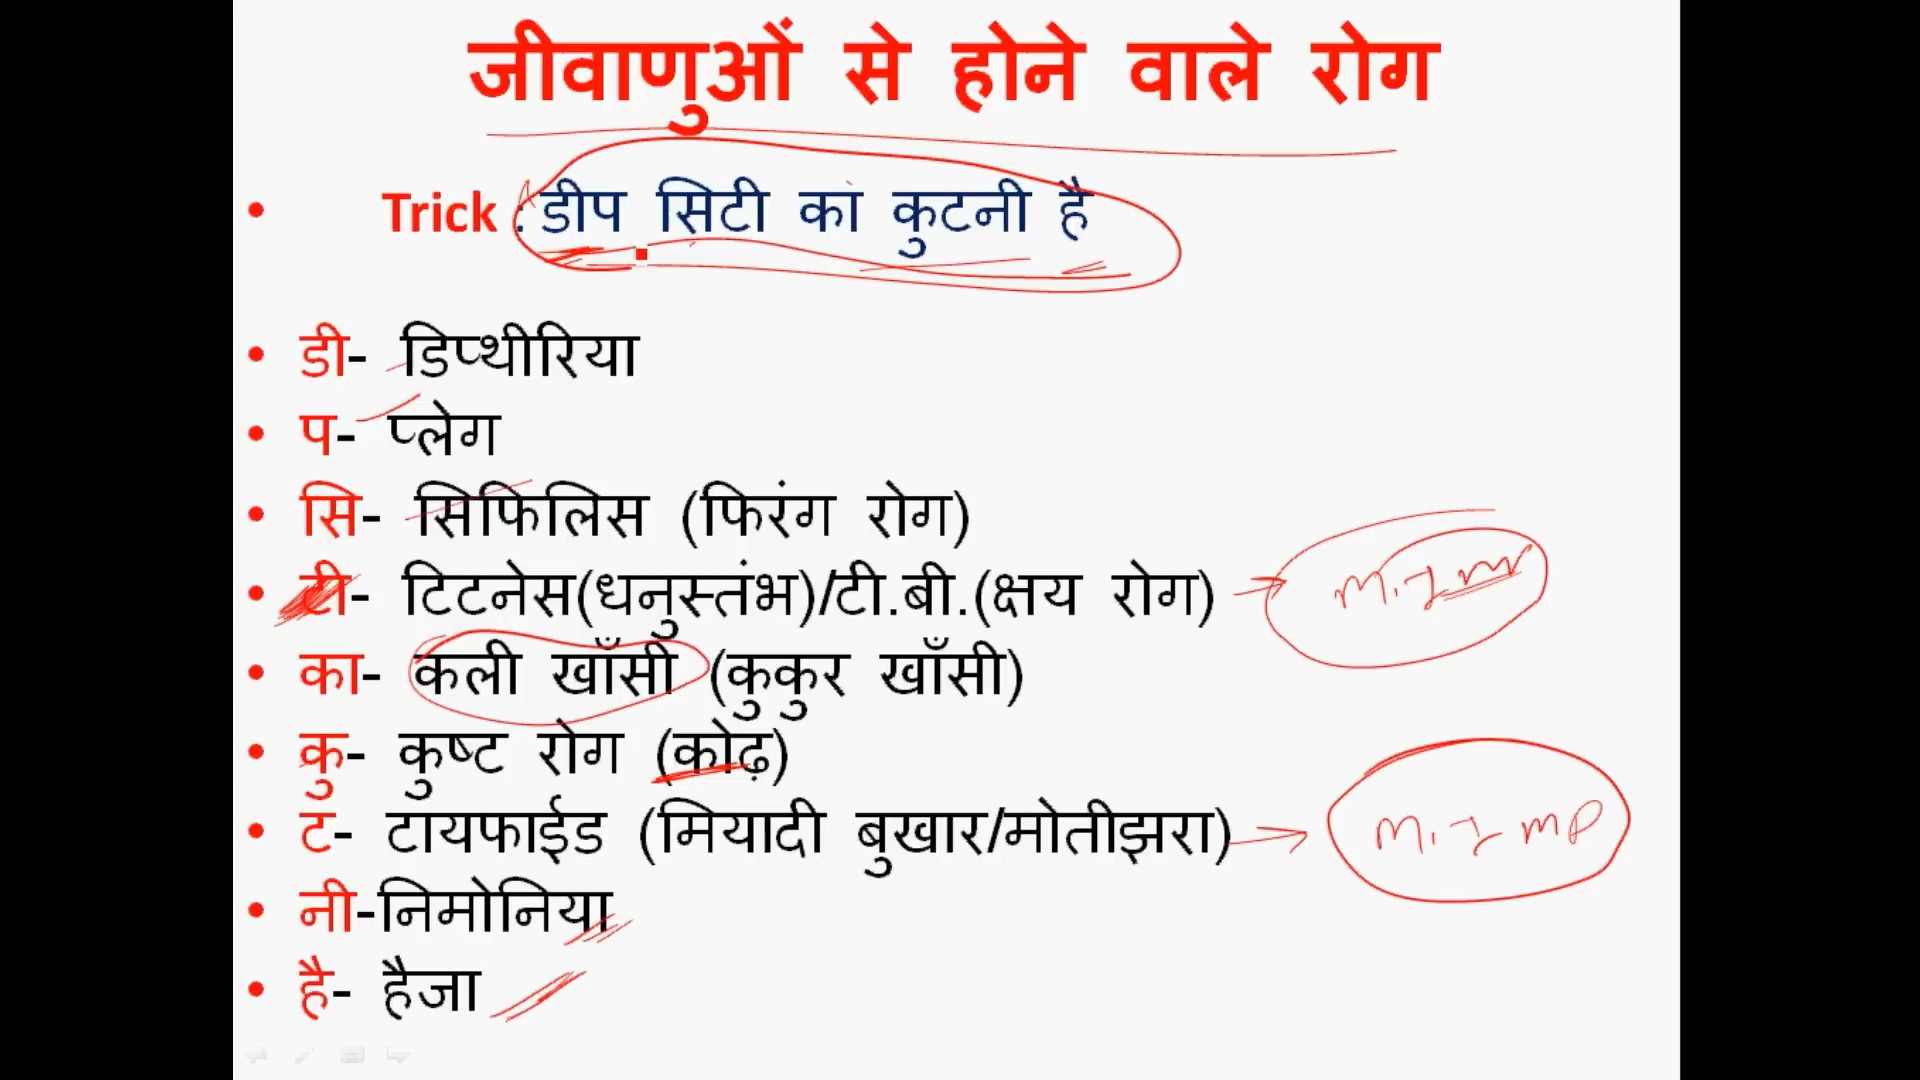 जीवाणुओं से होने वाले रोग
• Trick : डीप सिटी का कुटनी है
• डी- डिप्थीरिया
• प- प्लेग
• सि- सिफिलिस (फिरंग रोग)
• टी- टिटनेस(धनुस्तंभ)/टी.बी.(क्षय रोग)
• का- कली खाँसी (कुकुर खाँसी)
• कु- कुष्ट रोग (कोढ़)
• ट- टायफाईड (मियादी बुखार/मोतीझरा)
• नी-निमोनिया
• है- हैजा